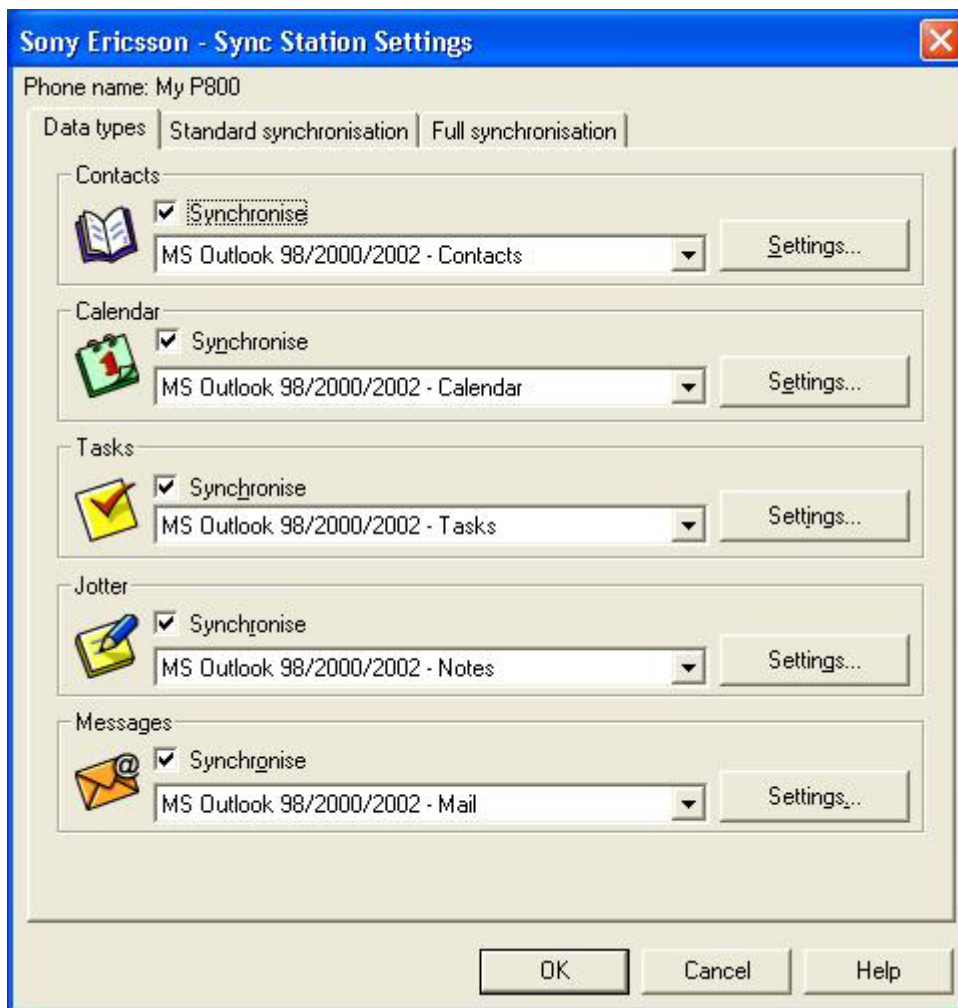 Sony Ericsson - Sync Station Settings
Phone name: My P800
Data types Standard synchronisation Full synchronisation
Contacts
Synchronise
MS Outlook 98/2000/2002 - Contacts Settings...
Calendar
1
Synchronise
MS Outlook 98/2000/2002 - Calendar Settings...
Tasks
Synchronise
MS Outlook 98/2000/2002 - Tasks Settings...
Jotter
Synchronise
MS Outlook 98/2000/2002 - Notes Settings...
Messages
@ Synchronise
MS Outlook 98/2000/2002 - Mail Settings...
OK Cancel Help